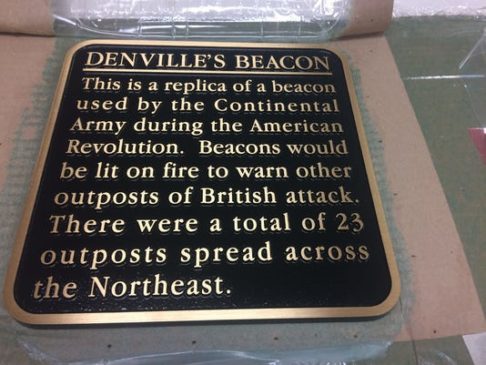 DENVILLE'S BEACON
This is a replica of a beacon
used by the Continental
Army during the American
Revolution. Beacons would
be lit on fire to warn other
outposts of British attack.
There were a total of 23
outposts spread across
the Northeast.